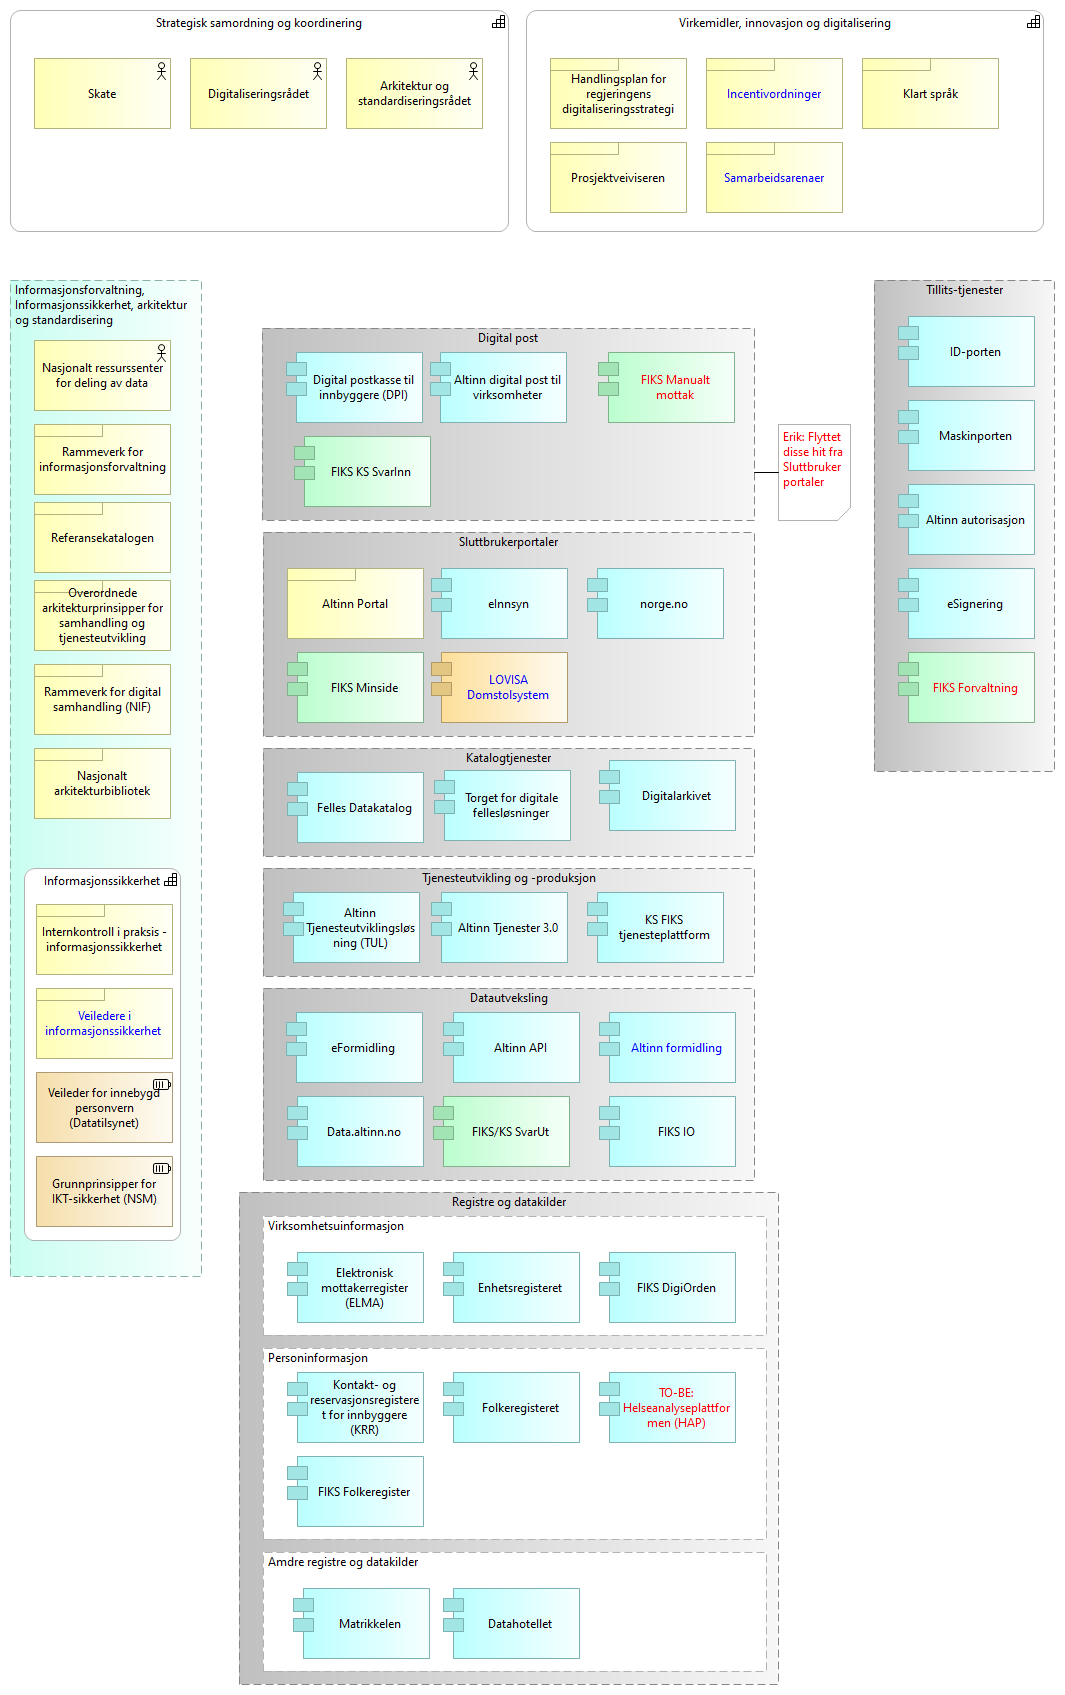 Strategisk samordning og koordinering
Skate
Digitaliseringsrådet
Arkitektur og
standardiseringsrådet
Virkemidler, innovasjon og digitalisering
Handlingsplan for
regjeringens
digitaliseringsstrategi
Incentivordninger
Klart språk
Prosjektveiviseren
Samarbeidsarenaer
Informasjonsforvaltning,
Informasjonssikkerhet, arkitektur
og standardisering
Nasjonalt ressurssenter
for deling av data
Rammeverk for
informasjonsforvaltning
Referansekatalogen
Overordnede
arkitekturprinsipper for
samhandling og
tjenesteutvikling
Rammeverk for digital
samhandling (NIF)
Nasjonalt
arkitekturbibliotek
Informasjonssikkerhet
Internkontroll i praksis -
informasjonssikkerhet
Veiledere i
informasjonssikkerhet
Veileder for innebygd
personvern
(Datatilsynet)
Grunnprinsipper for
IKT-sikkerhet (NSM)
Digital post
Digital postkasse til
innbyggere (DPI)
Altinn digital post til
virksomheter
FIKS Manualt
mottak
FIKS KS SvarInn
Erik: Flyttet
disse hit fra
Sluttbruker
portaler
Sluttbrukerportaler
Altinn Portal
eInnsyn
norge.no
FIKS Minside
LOVISA
Domstolsystem
Katalogtjenester
Felles Datakatalog
Torget for digitale
fellesløsninger
Digitalarkivet
Tjenesteutvikling og -produksjon
Altinn
Tjenesteutviklingsløs
ning (TUL)
Altinn Tjenester 3.0
KS FIKS
tjenesteplattform
Datautveksling
eFormidling
Altinn API
Altinn formidling
Data.altinn.no
FIKS/KS SvarUt
FIKS IO
Registre og datakilder
Virksomhetsuinformasjon
Elektronisk
mottakerregister
(ELMA)
Enhetsregisteret
FIKS DigiOrden
Personinformasjon
Kontakt- og
reservasjonsregistere
t for innbyggere
(KRR)
Folkeregisteret
TO-BE:
Helseanalyseplattfor
men (HAP)
FIKS Folkeregister
Amdre registre og datakilder
Matrikkelen
Datahotellet
Tillits-tjenester
ID-porten
Maskinporten
Altinn autorisasjon
eSignering
FIKS Forvaltning